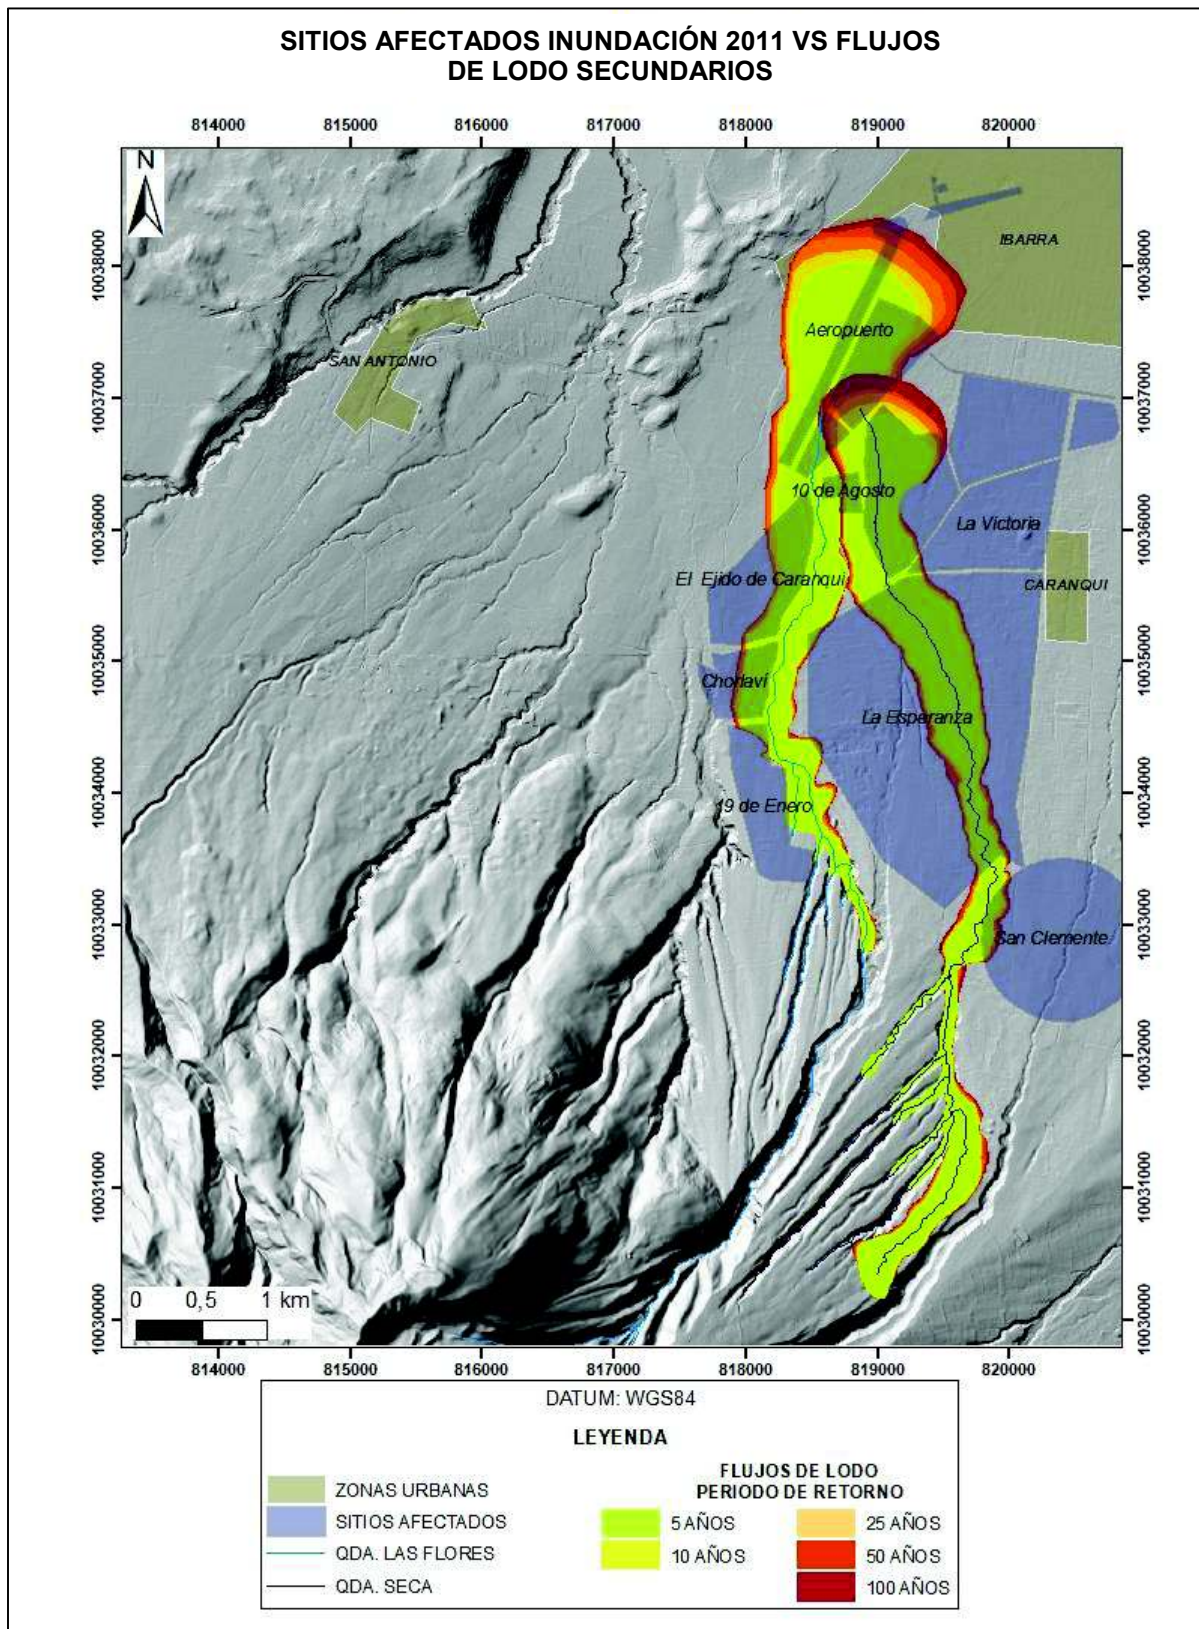 SITIOS AFECTADOS INUNDACIÓN 2011 VS FLUJOS
DE LODO SECUNDARIOS
814000 815000 816000 817000 818000 819000 820000
N
10038000 10038000
10037000 10037000
10036000 10036000
10035000 10035000
10034000 10034000
10033000 10033000
10032000 10032000
10031000 10031000
10030000 10030000
IBARRA
Aeropuerto
SAN ANTONIO
10 de Agosto
La Victoria
El Ejido de Caranqui
CARANQUI
Chorlaví
La Esperanza
19 de Enero
San Clemente
0 0,5 1 km
814000 815000 816000 817000 818000 819000 820000
DATUM: WGS84
LEYENDA
ZONAS URBANAS
SITIOS AFECTADOS
QDA. LAS FLORES
QDA. SECA
FLUJOS DE LODO
PERIODO DE RETORNO
5 AÑOS
10 AÑOS
25 AÑOS
50 AÑOS
100 AÑOS